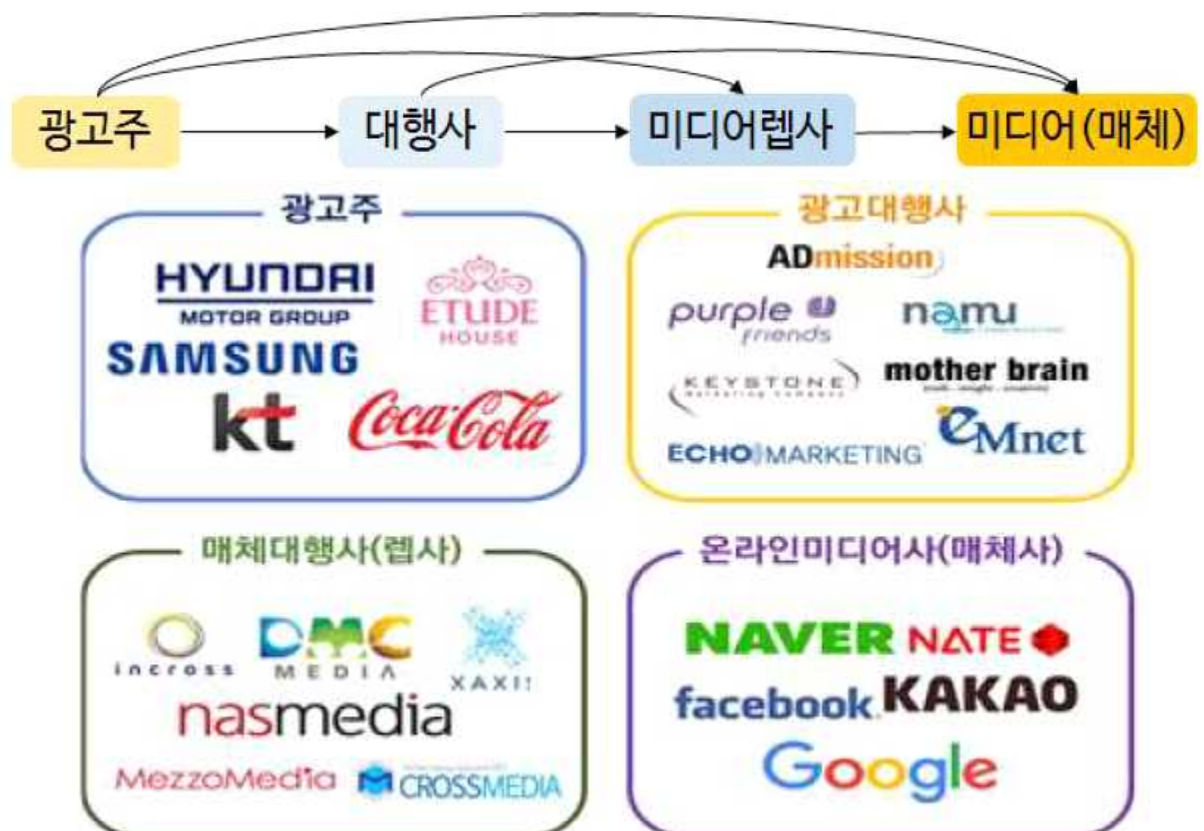 광고주 대행사 미디어렙사 미디어(매체)
광고주
HYUNDAI
MOTOR GROUP
ETUDE
HOUSE
SAMSUNG
kt
Coca-Cola
광고대행사
ADmission
purple
friends
namu
KEYSTONE
Marketing Company
mother brain
ECHO MARKETING
eMnet
매체대행사(렙사)
incross
DMC
MEDIA
XAXI:
nasmedia
MezzoMedia
CROSSMEDIA
온라인미디어사(매체사)
NAVER
NATE
facebook
KAKAO
Google